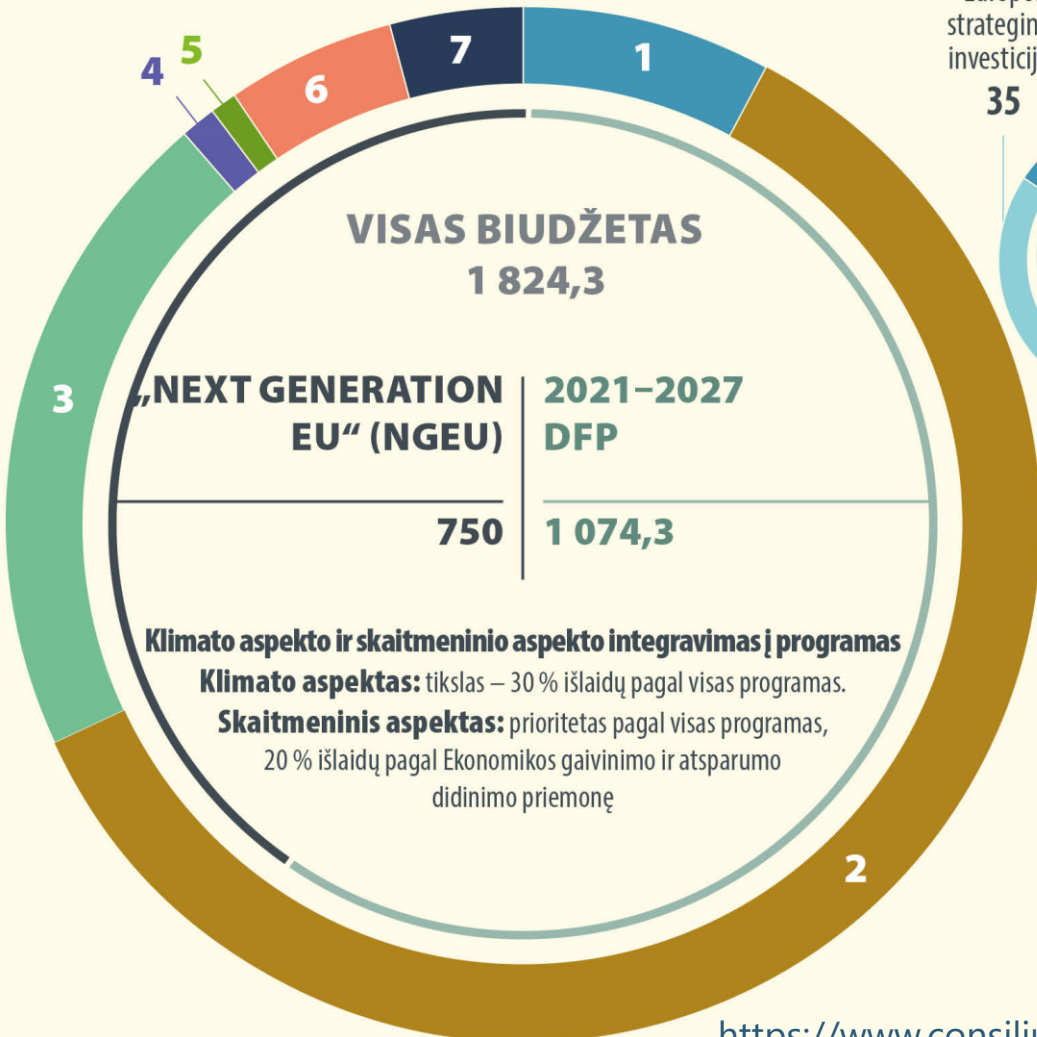 strategin
investicij
35
4
5
6
7
1
3
2
VISAS BIUDŽETAS
1 824,3
„NEXT GENERATION
EU“ (NGEU)
750
2021–2027
DFP
1 074,3
Klimato aspekto ir skaitmeninio aspekto integravimas į programas
Klimato aspektas: tikslas – 30 % išlaidų pagal visas programas.
Skaitmeninis aspektas: prioritetas pagal visas programas,
20 % išlaidų pagal Ekonomikos gaivinimo ir atsparumo
didinimo priemonę